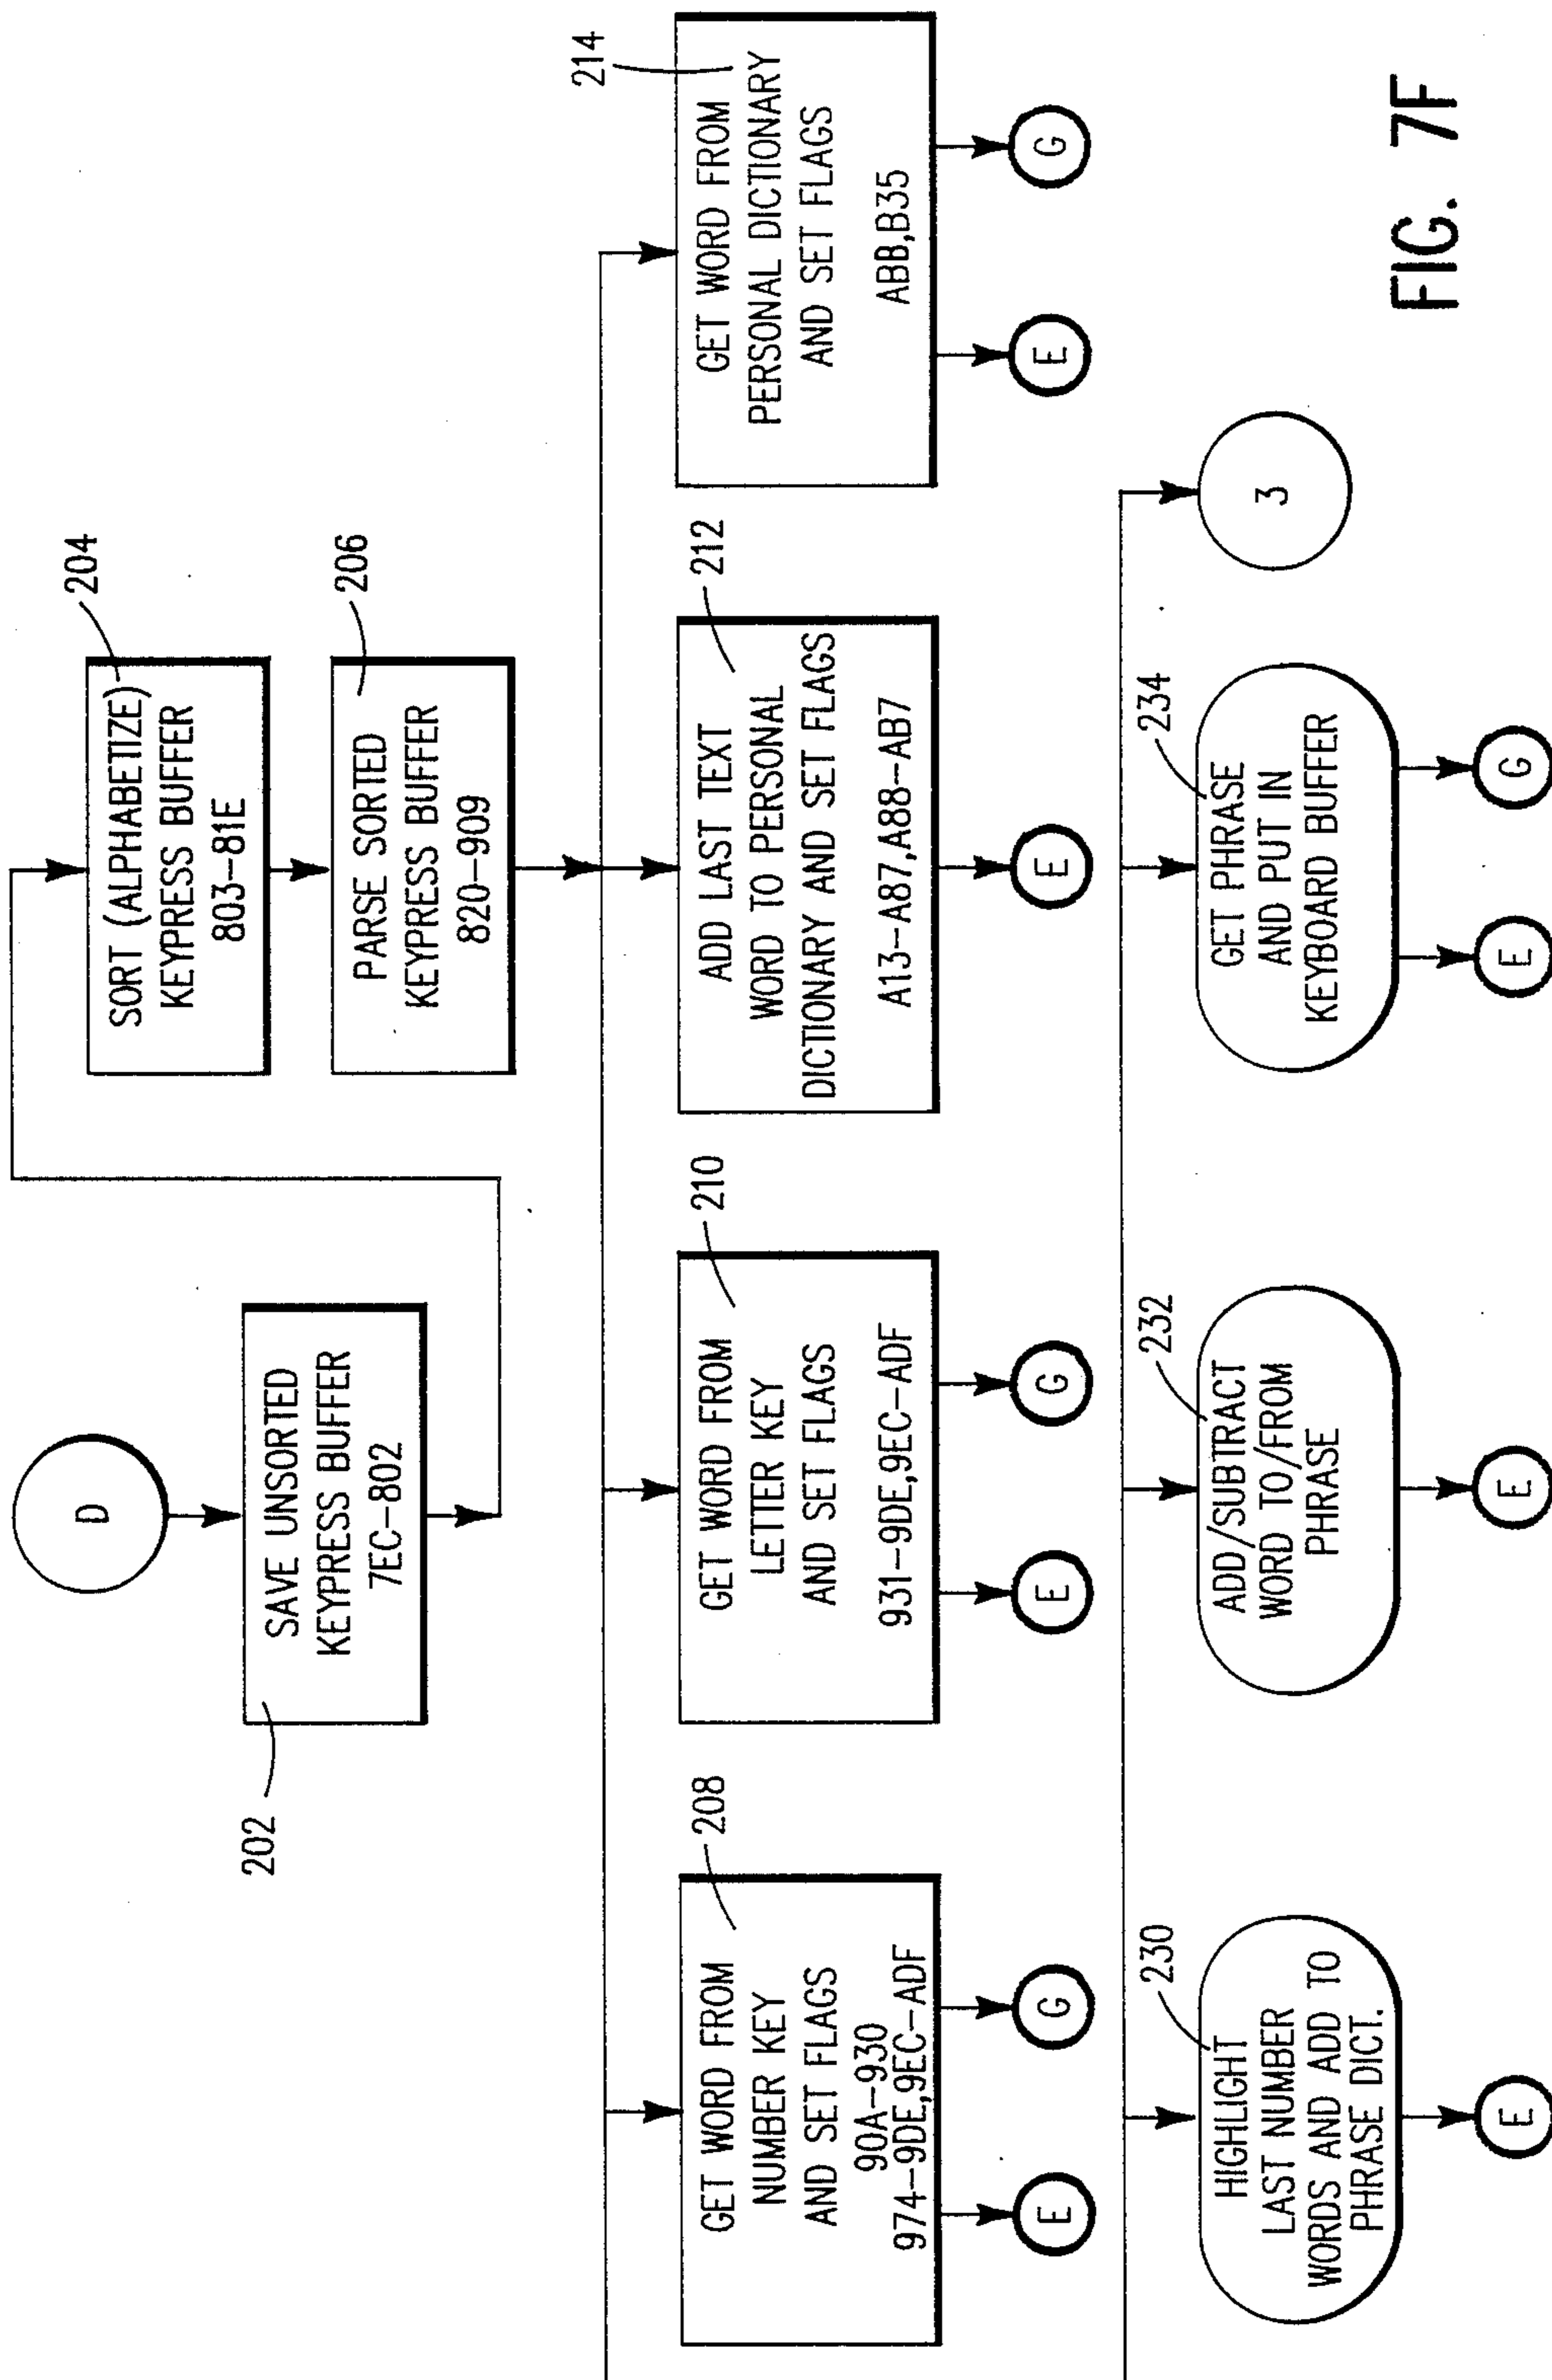 D
202
SAVE UNSORTED
KEYPRESS BUFFER
7EC-802
204
SORT (ALPHABETIZE)
KEYPRESS BUFFER
803-81E
206
PARSE SORTED
KEYPRESS BUFFER
820-909
208
GET WORD FROM
NUMBER KEY
AND SET FLAGS
90A-930
974-9DE,9EC-ADF
E
G
210
GET WORD FROM
LETTER KEY
AND SET FLAGS
931-9DE,9EC-ADF
E
G
212
ADD LAST TEXT
WORD TO PERSONAL
DICTIONARY AND SET FLAGS
A13-A87,A88-AB7
E
214
GET WORD FROM
PERSONAL DICTIONARY
AND SET FLAGS
ABB,B35
E
G
230
HIGHLIGHT
LAST NUMBER
WORDS AND ADD TO
PHRASE DICT.
E
232
ADD/SUBTRACT
WORD TO/FROM
PHRASE
E
234
GET PHRASE
AND PUT IN
KEYBOARD BUFFER
E
G
3
FIG. 7F